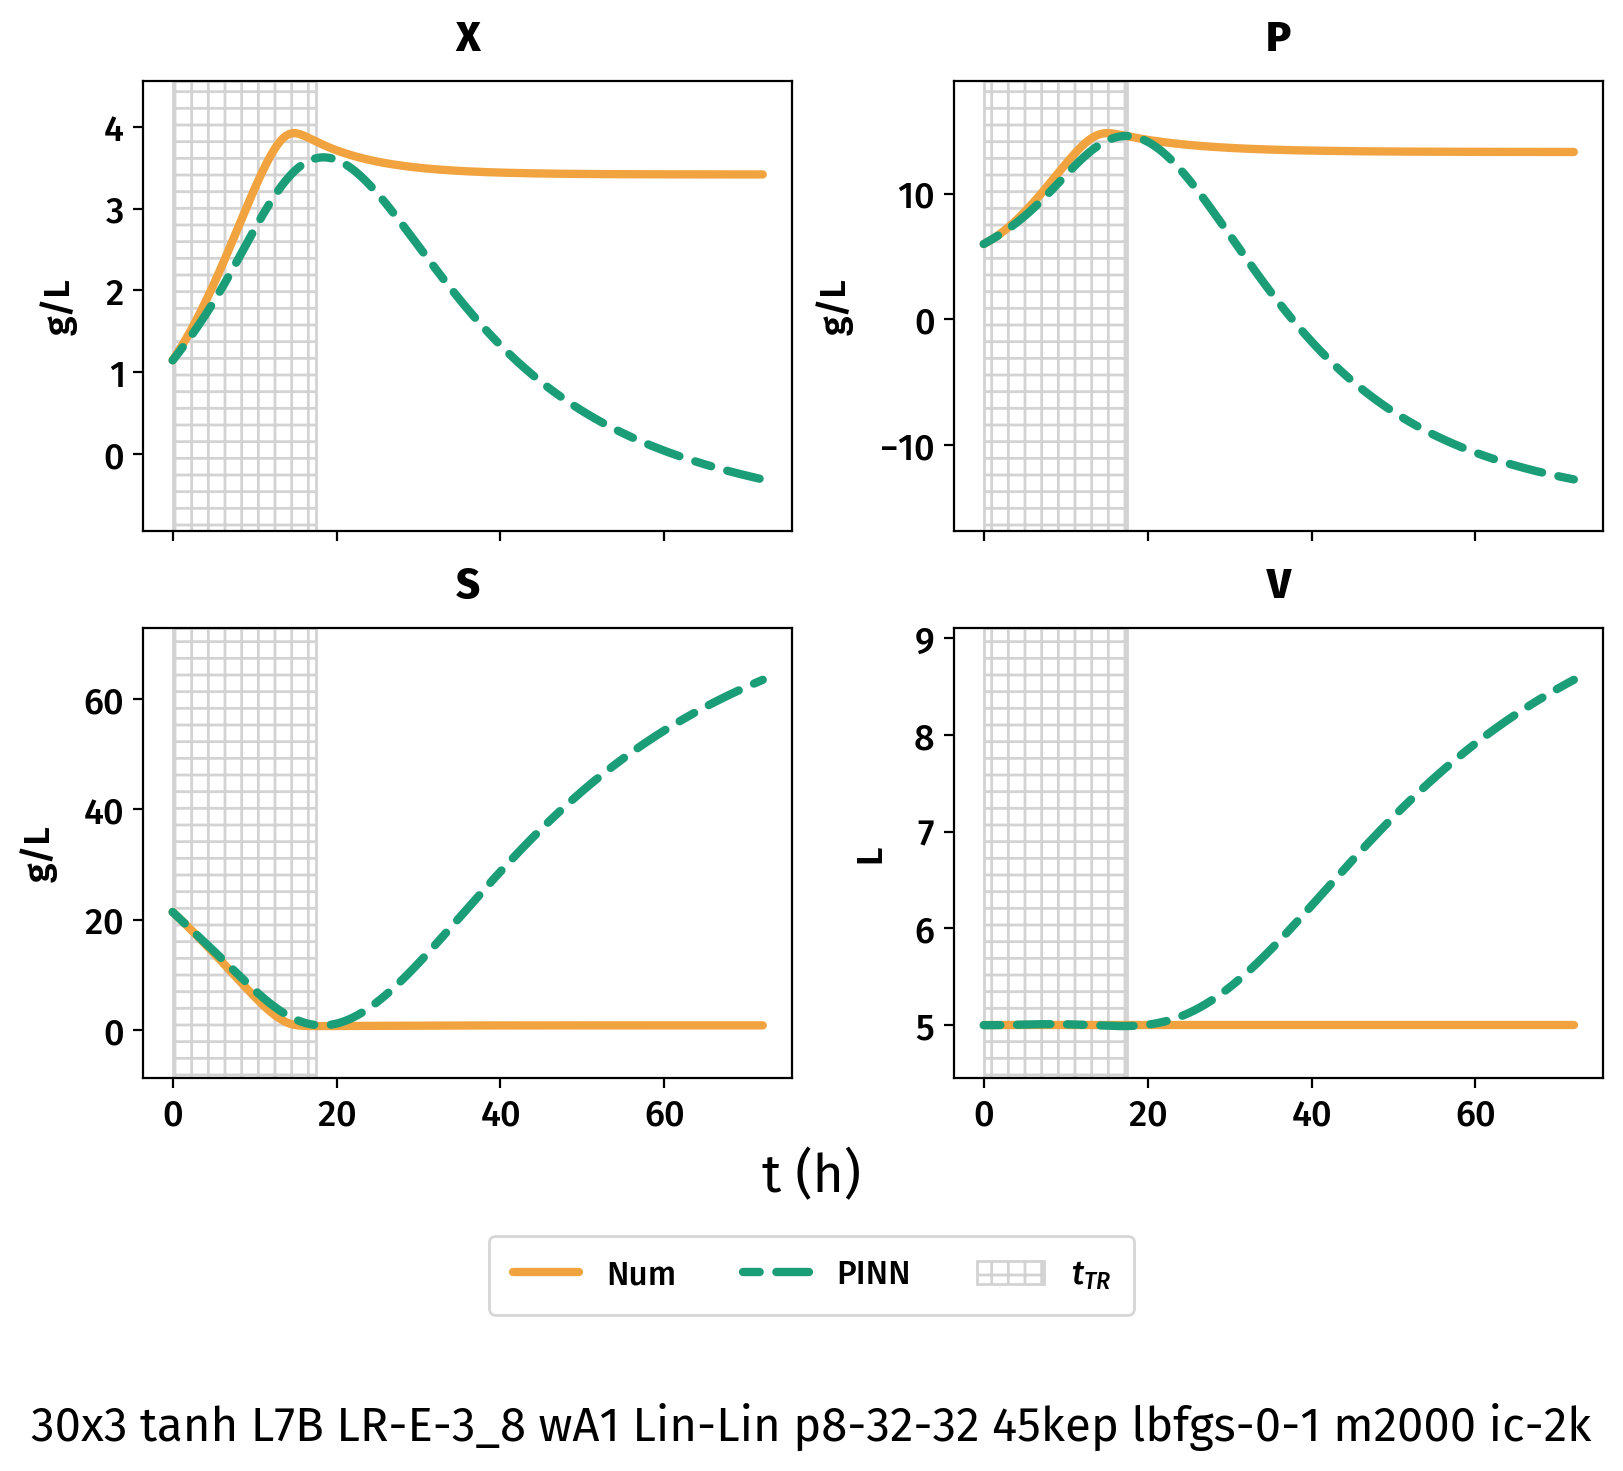 X
P
4
3
2
1
0
g/L
10
0
−10
g/L
S
V
60
40
20
0
g/L
9
8
7
6
5
L
0 20 40 60
0 20 40 60
t (h)
Num PINN tTR
30x3 tanh L7B LR-E-3_8 wA1 Lin-Lin p8-32-32 45kep lbfgs-0-1 m2000 ic-2k